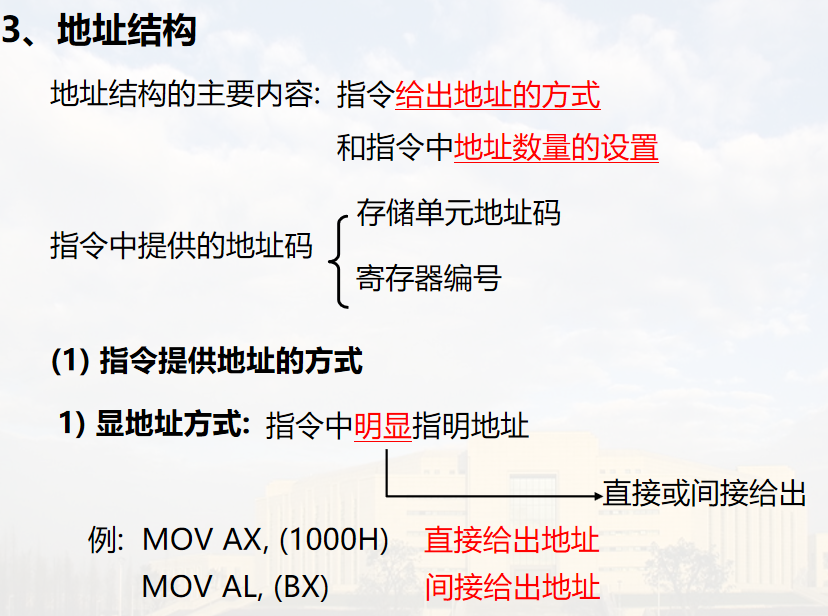 3、地址结构
地址结构的主要内容: 指令给出地址的方式
和指令中地址数量的设置
指令中提供的地址码
存储单元地址码
寄存器编号
(1) 指令提供地址的方式
1) 显地址方式: 指令中明显指明地址
直接或间接给出
例: MOV AX, (1000H) 直接给出地址
MOV AL, (BX) 间接给出地址